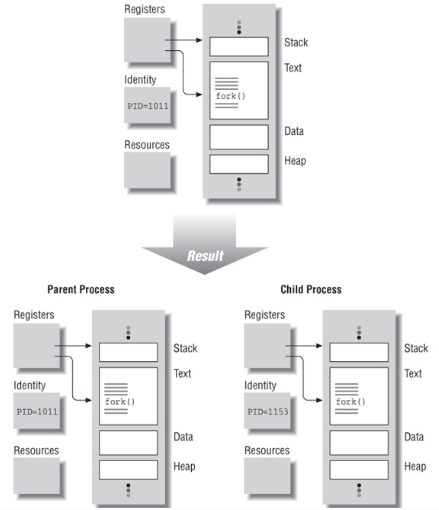 Registers
Stack
Text
fork()
Identity
PID=1011
Data
Resources
Heap
Result
Parent Process
Registers
Stack
Text
fork()
Identity
PID=1011
Data
Resources
Heap
Child Process
Registers
Stack
Text
fork()
Identity
PID=1153
Data
Resources
Heap